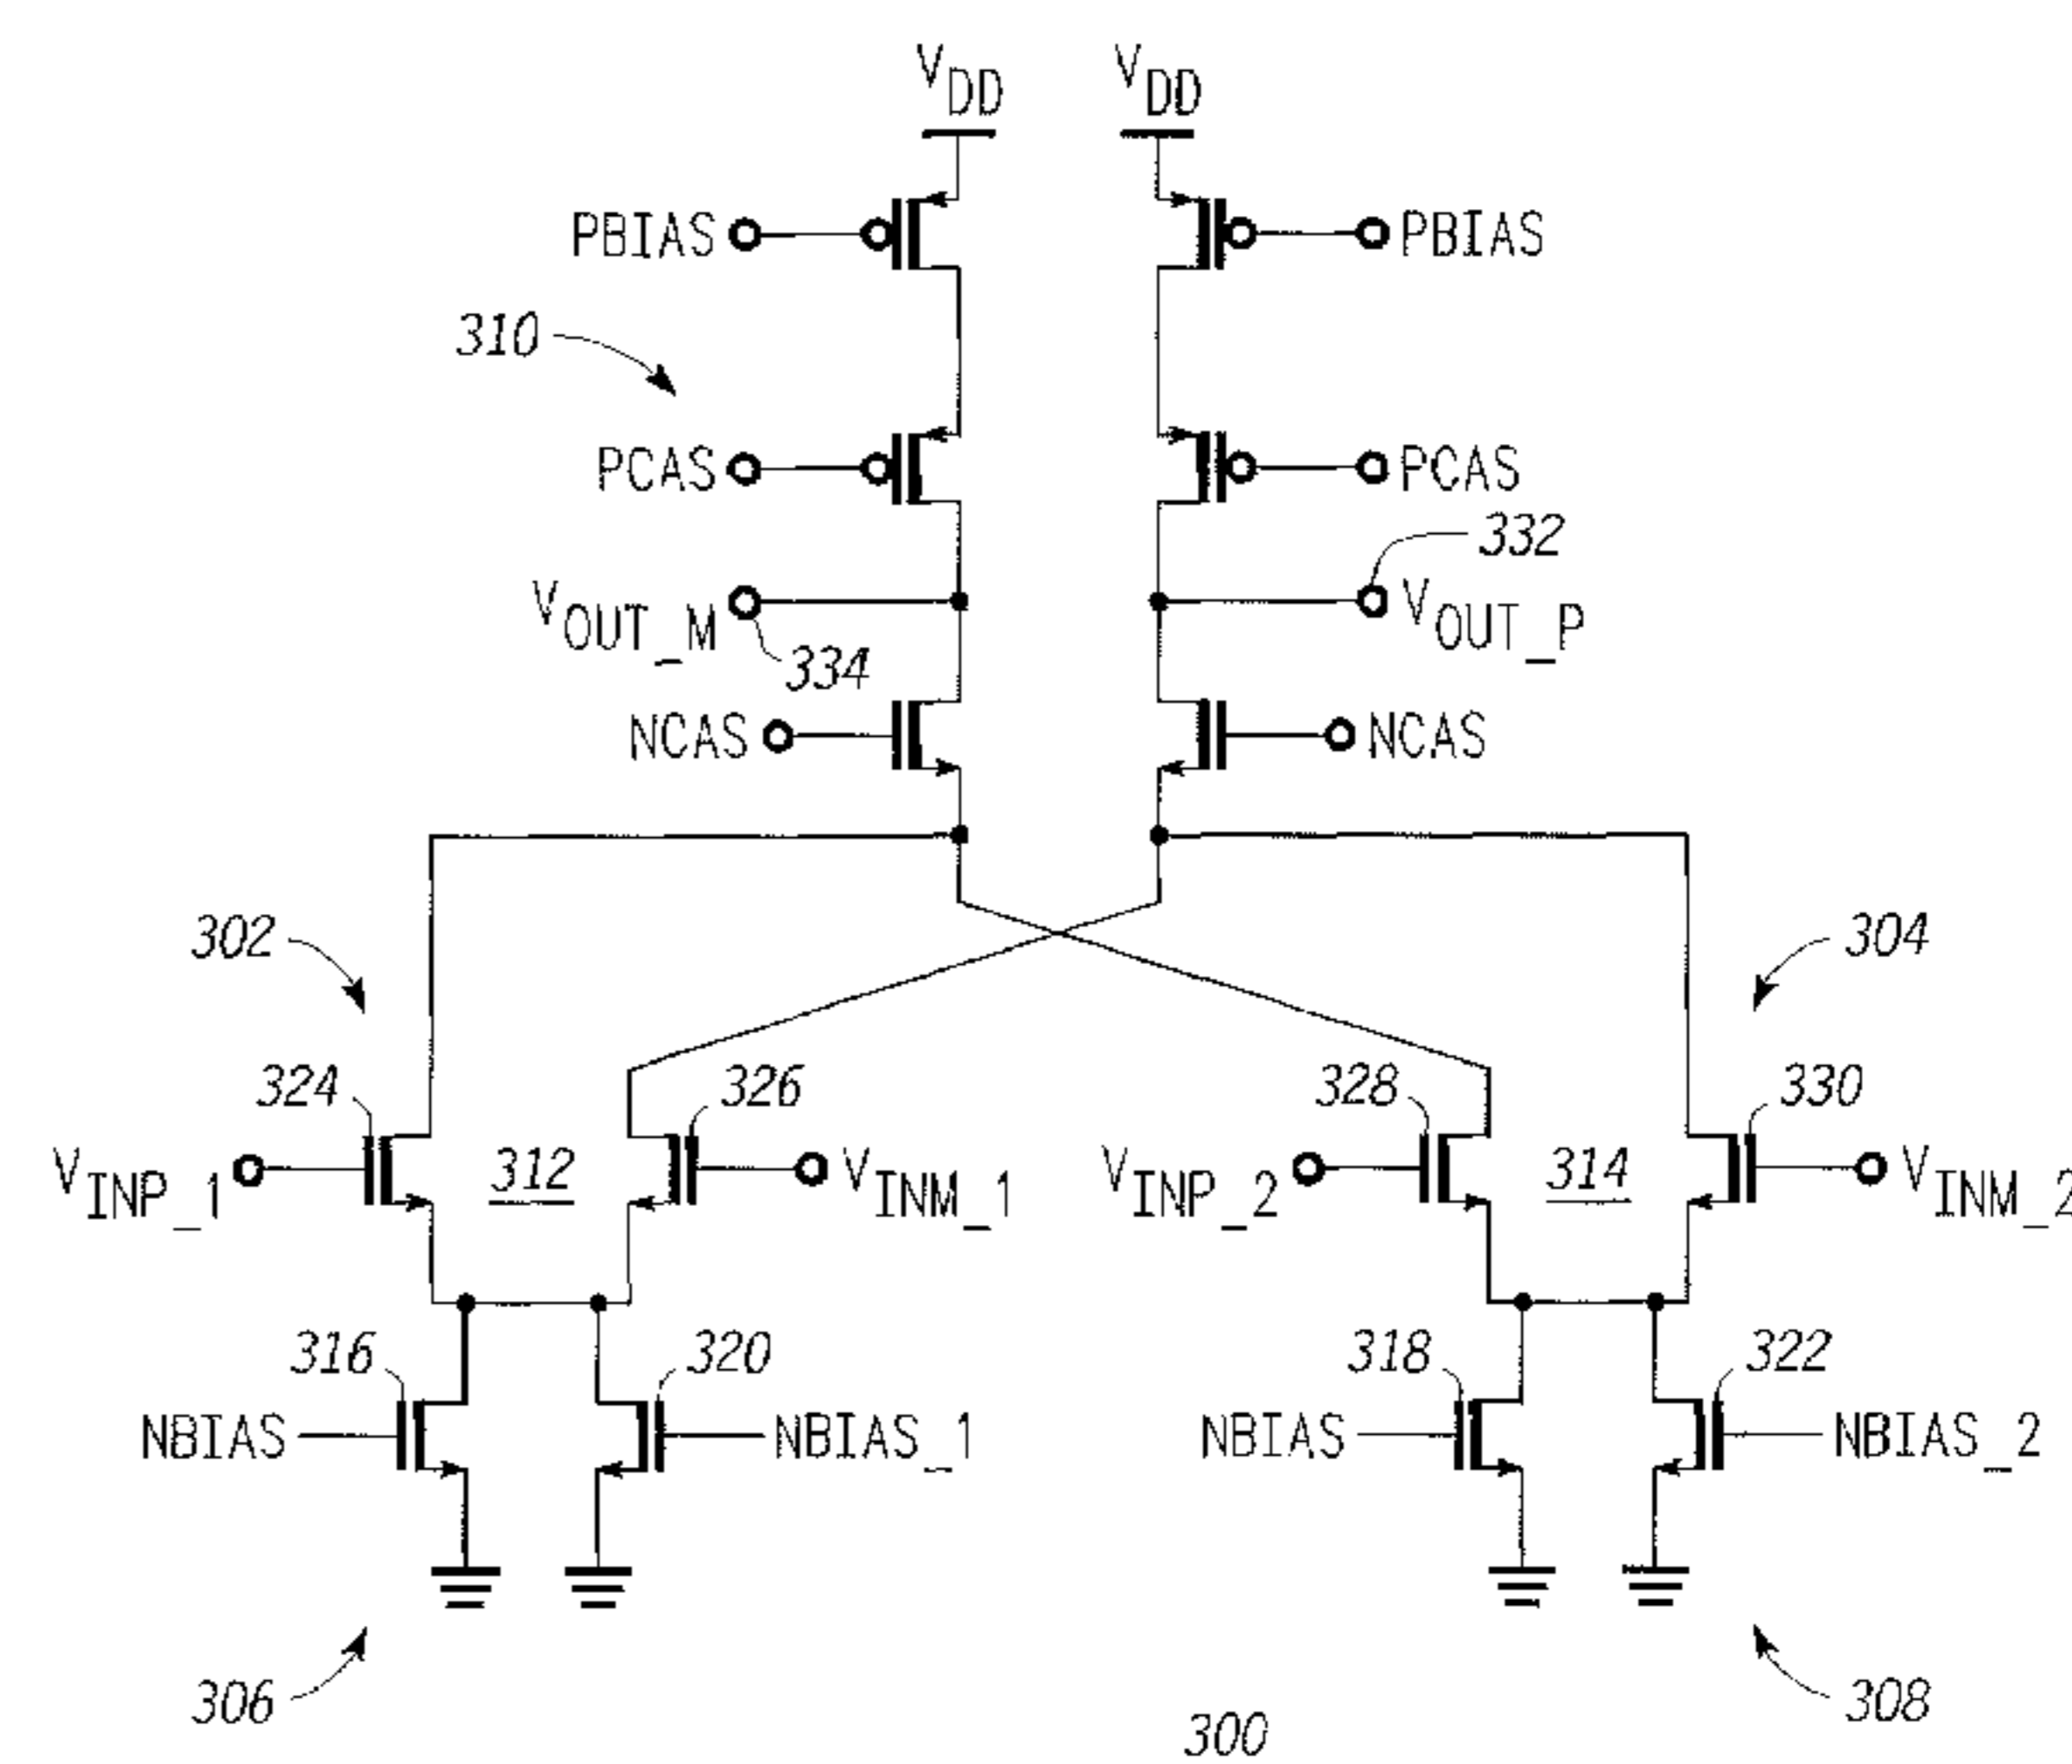 VDD VDD
PBIAS PBIAS
310
PCAS PCAS
332
VOUT_M VOUT_P
334
NCAS NCAS
302 304
324 326 328 330
VINP_1 312 VINM_1 VINP_2 314 VINM_2
316 320 318 322
NBIAS NBIAS_1 NBIAS NBIAS_2
306 308
300